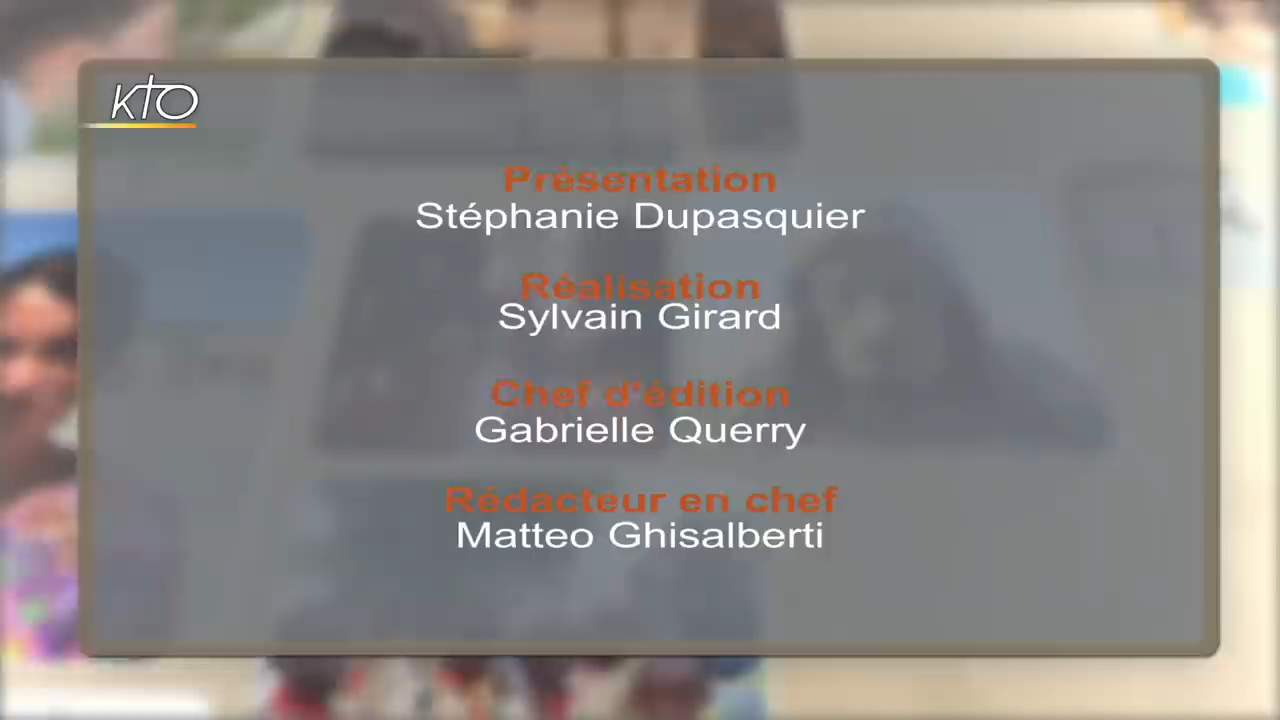 KTO
Présentation
Stéphanie Dupasquier
Réalisation
Sylvain Girard
Chef d'édition
Gabrielle Querry
Rédacteur en chef
Matteo Ghisalberti